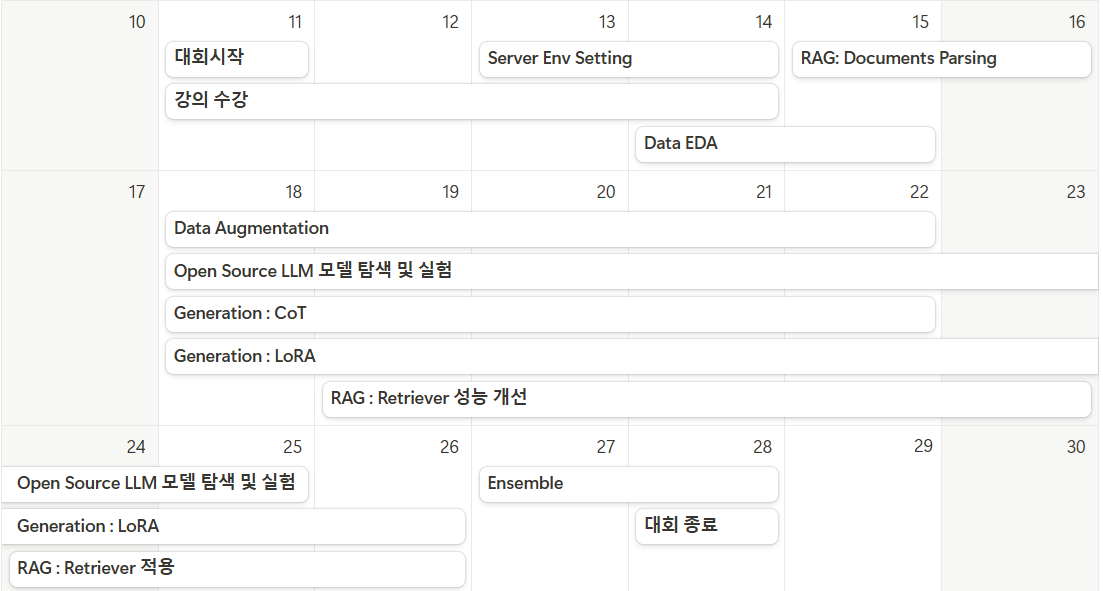 10
11
12
13
14
15
16
대회시작
Server Env Setting
RAG: Documents Parsing
강의 수강
Data EDA
17
18
19
20
21
22
23
Data Augmentation
Open Source LLM 모델 탐색 및 실험
Generation : CoT
Generation : LoRA
RAG : Retriever 성능 개선
24
25
26
27
28
29
30
Open Source LLM 모델 탐색 및 실험
Ensemble
Generation : LoRA
대회 종료
RAG : Retriever 적용